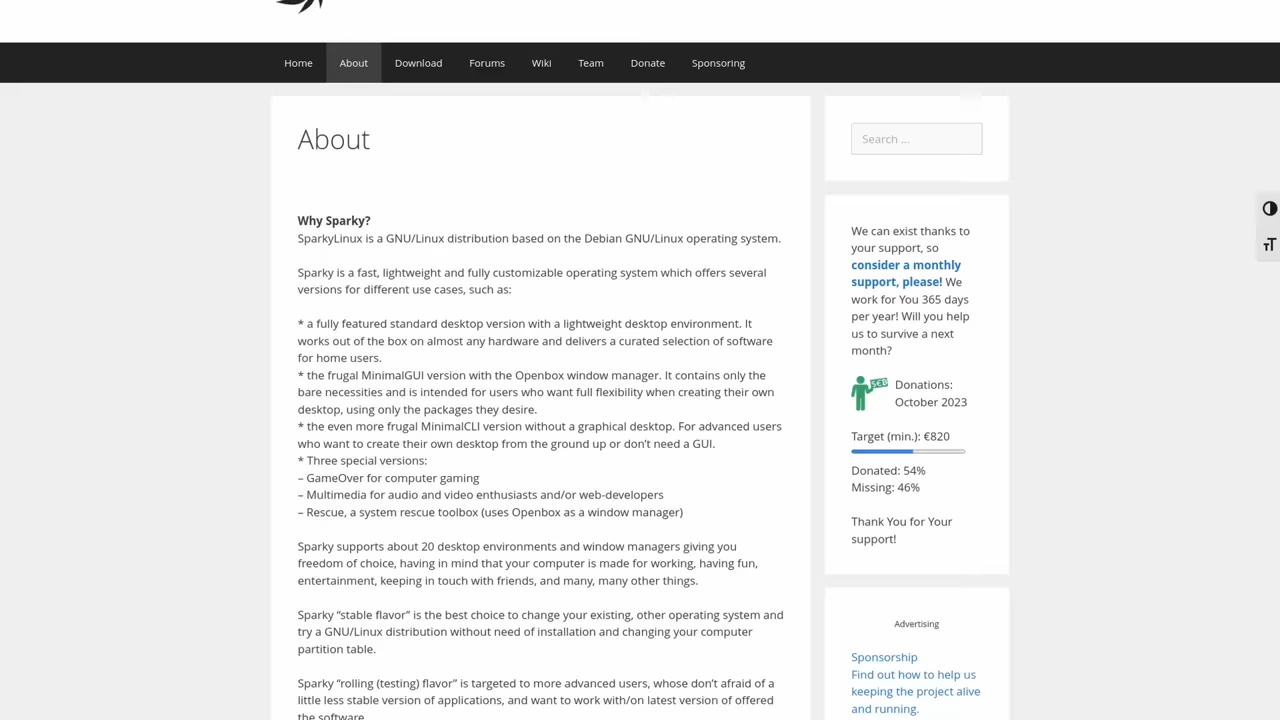 Home About Download Forums Wiki Team Donate Sponsoring
About
Why Sparky?
SparkyLinux is a GNU/Linux distribution based on the Debian GNU/Linux operating system.
Sparky is a fast, lightweight and fully customizable operating system which offers several
versions for different use cases, such as:
* a fully featured standard desktop version with a lightweight desktop environment. It
works out of the box on almost any hardware and delivers a curated selection of software
for home users.
* the frugal MinimalGUI version with the Openbox window manager. It contains only the
bare necessities and is intended for users who want full flexibility when creating their own
desktop, using only the packages they desire.
* the even more frugal MinimalCLI version without a graphical desktop. For advanced users
who want to create their own desktop from the ground up or don’t need a GUI.
* Three special versions:
– GameOver for computer gaming
– Multimedia for audio and video enthusiasts and/or web-developers
– Rescue, a system rescue toolbox (uses Openbox as a window manager)
Sparky supports about 20 desktop environments and window managers giving you
freedom of choice, having in mind that your computer is made for working, having fun,
entertainment, keeping in touch with friends, and many, many other things.
Sparky “stable flavor” is the best choice to change your existing, other operating system and
try a GNU/Linux distribution without need of installation and changing your computer
partition table.
Sparky “rolling (testing) flavor” is targeted to more advanced users, whose don’t afraid of a
little less stable version of applications, and want to work with/on latest version of offered
the software.
Search ...
We can exist thanks to
your support, so
consider a monthly
support, please! We
work for You 365 days
per year! Will you help
us to survive a next
month?
Donations:
October 2023
Target (min.): €820
Donated: 54%
Missing: 46%
Thank You for Your
support!
Advertising
Sponsorship
Find out how to help us
keeping the project alive
and running.